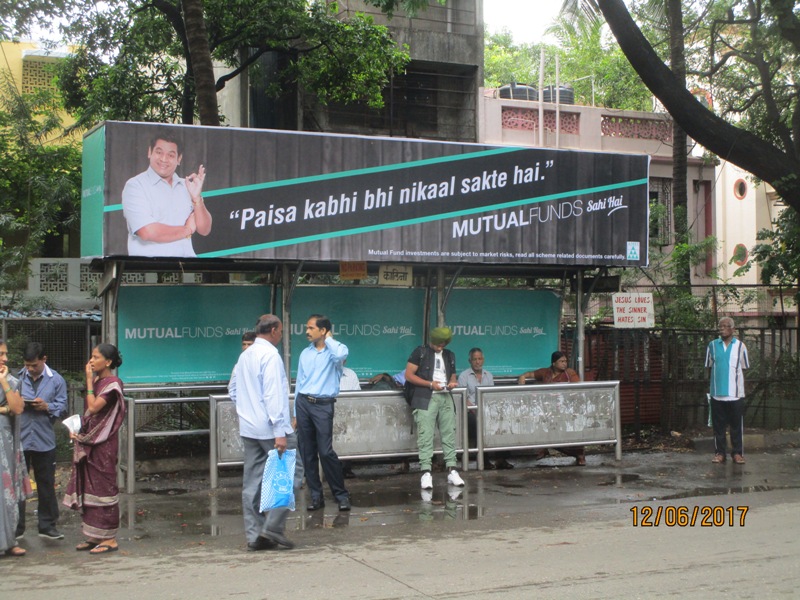 "Paisa kabhi bhi nikaal sakte hai."
MUTUALFUNDS Sahi Hai
Mutual Fund investments are subject to market risks, read all scheme related documents carefully.
MUTUALFUNDS Sahi Hai
MUTUALFUNDS Sahi Hai
MUTUALFUNDS Sahi Hai
JESUS LOVES
THE SINNER
HATES SIN
12/06/2017